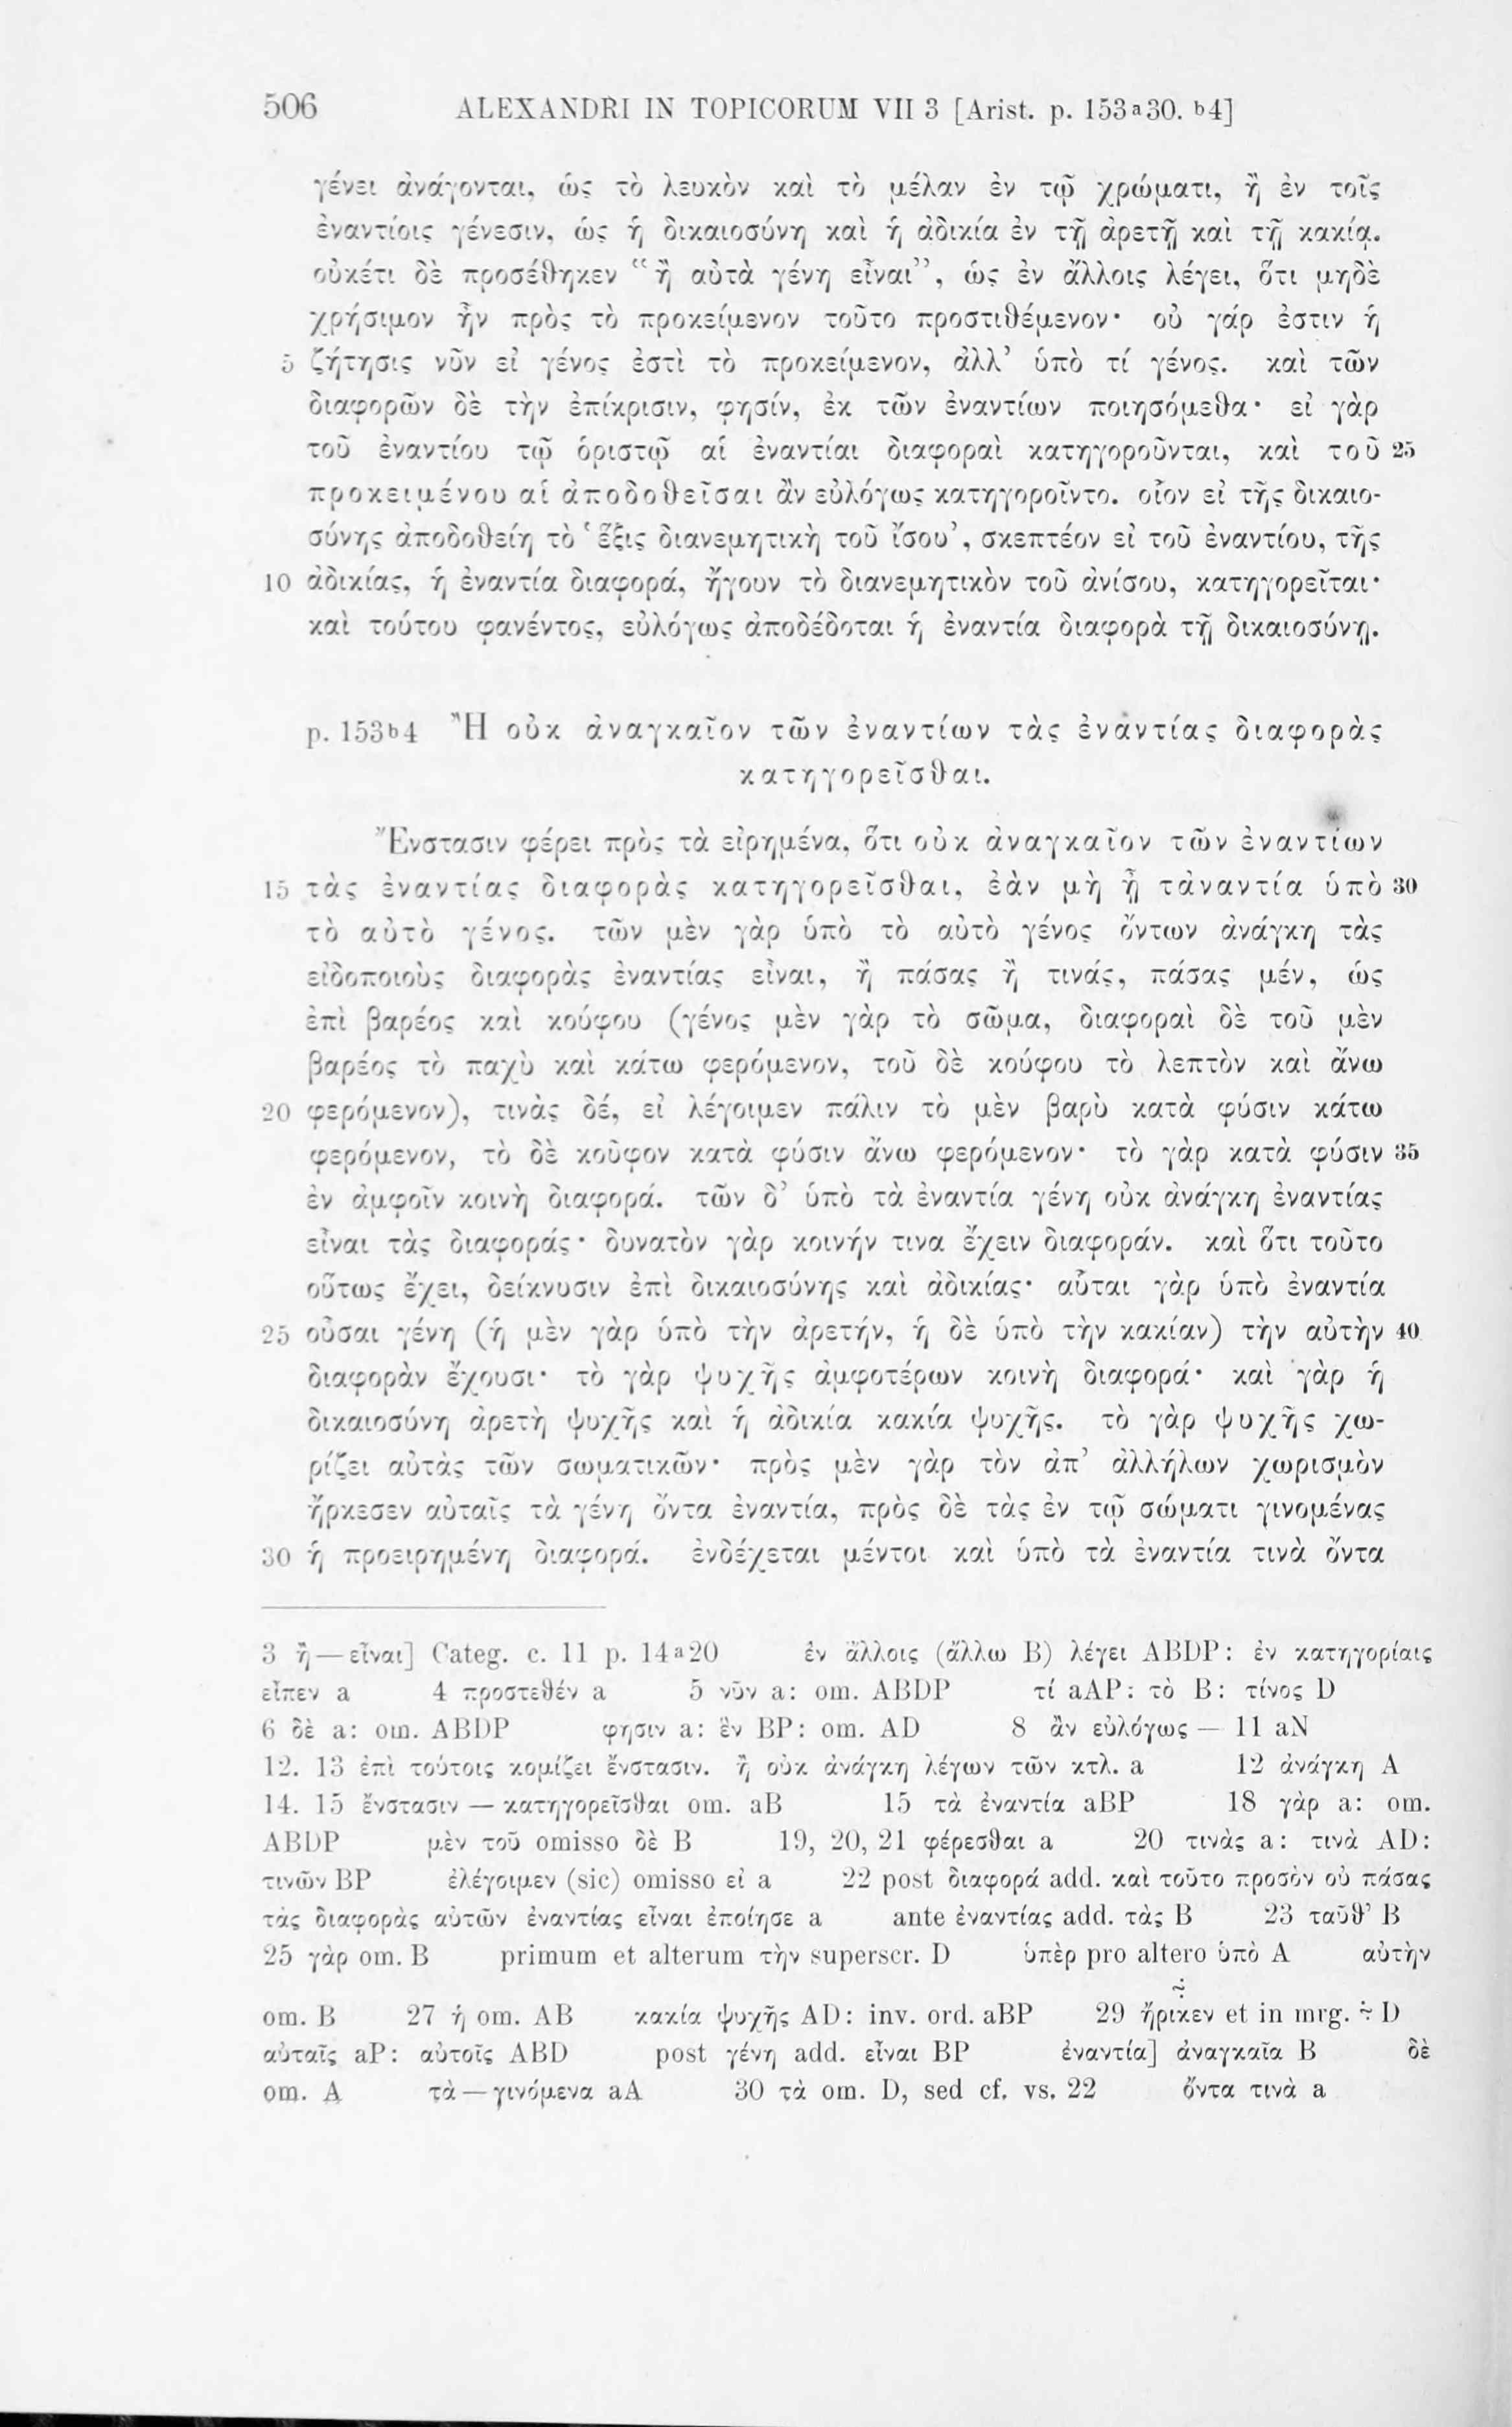 506 ALEXANDRI IN TOPICORUM VII 3 [Arist. p. 153a30. b4]
γένει ἀνάγονται, ὡς τὸ λευκὸν καὶ τὸ μέλαν ἐν τῷ χρώματι, ἢ ἐν τοῖς
ἐναντίοις γένεσιν, ὡς ἡ δικαιοσύνη καὶ ἡ ἀδικία ἐν τῇ ἀρετῇ καὶ τῇ κακίᾳ.
οὐκέτι δὲ προσέθηκεν “ἢ αὐτὰ γένη εἶναι”, ὡς ἐν ἄλλοις λέγει, ὅτι μηδὲ
χρήσιμον ἦν πρὸς τὸ προκείμενον τοῦτο προστιθέμενον· οὐ γάρ ἐστιν ἡ
5 ζήτησις νῦν εἰ γένος ἐστὶ τὸ προκείμενον, ἀλλ’ ὑπὸ τί γένος. καὶ τῶν
διαφορῶν δὲ τὴν ἐπίκρισιν, φησίν, ἐκ τῶν ἐναντίων ποιησόμεθα· εἰ γὰρ
τοῦ ἐναντίου τῷ ὁριστῷ αἱ ἐναντίαι διαφοραὶ κατηγοροῦνται, καὶ τοῦ 25
προκειμένου αἱ ἀποδοθεῖσαι ἂν εὐλόγως κατηγοροῖντο. οἷον εἰ τῆς δικαιο-
σύνης ἀποδοθείη τὸ ‘ἕξις διανεμητικὴ τοῦ ἴσου’, σκεπτέον εἰ τοῦ ἐναντίου, τῆς
10 ἀδικίας, ἡ ἐναντία διαφορά, ἤγουν τὸ διανεμητικὸν τοῦ ἀνίσου, κατηγορεῖται·
καὶ τούτου φανέντος, εὐλόγως ἀποδέδοται ἡ ἐναντία διαφορὰ τῇ δικαιοσύνῃ.
p. 153b4 Ἢ οὐκ ἀναγκαῖον τῶν ἐναντίων τὰς ἐναντίας διαφορὰς
κατηγορεῖσθαι.
Ἔνστασιν φέρει πρὸς τὰ εἰρημένα, ὅτι οὐκ ἀναγκαῖον τῶν ἐναντίων
15 τὰς ἐναντίας διαφορὰς κατηγορεῖσθαι, ἐὰν μὴ ᾖ τἀναντία ὑπὸ 30
τὸ αὐτὸ γένος. τῶν μὲν γὰρ ὑπὸ τὸ αὐτὸ γένος ὄντων ἀνάγκη τὰς
εἰδοποιοὺς διαφορὰς ἐναντίας εἶναι, ἢ πάσας ἢ τινάς, πάσας μέν, ὡς
ἐπὶ βαρέος καὶ κούφου (γένος μὲν γὰρ τὸ σῶμα, διαφοραὶ δὲ τοῦ μὲν
βαρέος τὸ παχὺ καὶ κάτω φερόμενον, τοῦ δὲ κούφου τὸ λεπτὸν καὶ ἄνω
20 φερόμενον), τινὰς δέ, εἰ λέγοιμεν πάλιν τὸ μὲν βαρὺ κατὰ φύσιν κάτω
φερόμενον, τὸ δὲ κοῦφον κατὰ φύσιν ἄνω φερόμενον· τὸ γὰρ κατὰ φύσιν 35
ἐν ἀμφοῖν κοινὴ διαφορά. τῶν δ’ ὑπὸ τὰ ἐναντία γένη οὐκ ἀνάγκη ἐναντίας
εἶναι τὰς διαφοράς· δυνατὸν γὰρ κοινήν τινα ἔχειν διαφοράν. καὶ ὅτι τοῦτο
οὕτως ἔχει, δείκνυσιν ἐπὶ δικαιοσύνης καὶ ἀδικίας· αὗται γὰρ ὑπὸ ἐναντία
25 οὖσαι γένη (ἡ μὲν γὰρ ὑπὸ τὴν ἀρετήν, ἡ δὲ ὑπὸ τὴν κακίαν) τὴν αὐτὴν 40
διαφορὰν ἔχουσι· τὸ γὰρ ψυχῆς ἀμφοτέρων κοινὴ διαφορά· καὶ γὰρ ἡ
δικαιοσύνη ἀρετὴ ψυχῆς καὶ ἡ ἀδικία κακία ψυχῆς. τὸ γὰρ ψυχῆς χω-
ρίζει αὐτὰς τῶν σωματικῶν· πρὸς μὲν γὰρ τὸν ἀπ’ ἀλλήλων χωρισμὸν
ἤρκεσεν αὐταῖς τὰ γένη ὄντα ἐναντία, πρὸς δὲ τὰς ἐν τῷ σώματι γινομένας
30 ἡ προειρημένη διαφορά. ἐνδέχεται μέντοι καὶ ὑπὸ τὰ ἐναντία τινὰ ὄντα
3 ἢ — εἶναι] Categ. c. 11 p. 14a20 ἐν ἄλλοις (ἄλλω B) λέγει ABDP: ἐν κατηγορίαις
εἶπεν a 4 προστεθέν a 5 νῦν a: om. ABDP τί aAP: τὸ B: τίνος D
6 δὲ a: om. ABDP φησιν a: ἓν BP: om. AD 8 ἂν εὐλόγως — 11 aN
12. 13 ἐπὶ τούτοις κομίζει ἔνστασιν. ἢ οὐκ ἀνάγκη λέγων τῶν κτλ. a 12 ἀνάγκη A
14. 15 ἔνστασιν — κατηγορεῖσθαι om. aB 15 τὰ ἐναντία aBP 18 γὰρ a: om.
ABDP μὲν τοῦ omisso δὲ B 19, 20, 21 φέρεσθαι a 20 τινὰς a: τινὰ AD:
τινῶν BP ἐλέγοιμεν (sic) omisso εἰ a 22 post διαφορά add. καὶ τοῦτο προσὸν οὐ πάσας
τὰς διαφορὰς αὐτῶν ἐναντίας εἶναι ἐποίησε a ante ἐναντίας add. τὰς B 23 ταῦθ’ B
25 γὰρ om. B primum et alterum τὴν superscr. D ὑπὲρ pro altero ὑπὸ A αὐτὴν
om. B 27 ἡ om. AB κακία ψυχῆς AD: inv. ord. aBP 29 ἤρικεν et in mrg. D
αὐταῖς aP: αὐτοῖς ABD post γένη add. εἶναι BP ἐναντία] ἀναγκαῖα B δὲ
om. A τὰ — γινόμενα aA 30 τὰ om. D, sed cf. vs. 22 ὄντα τινὰ a